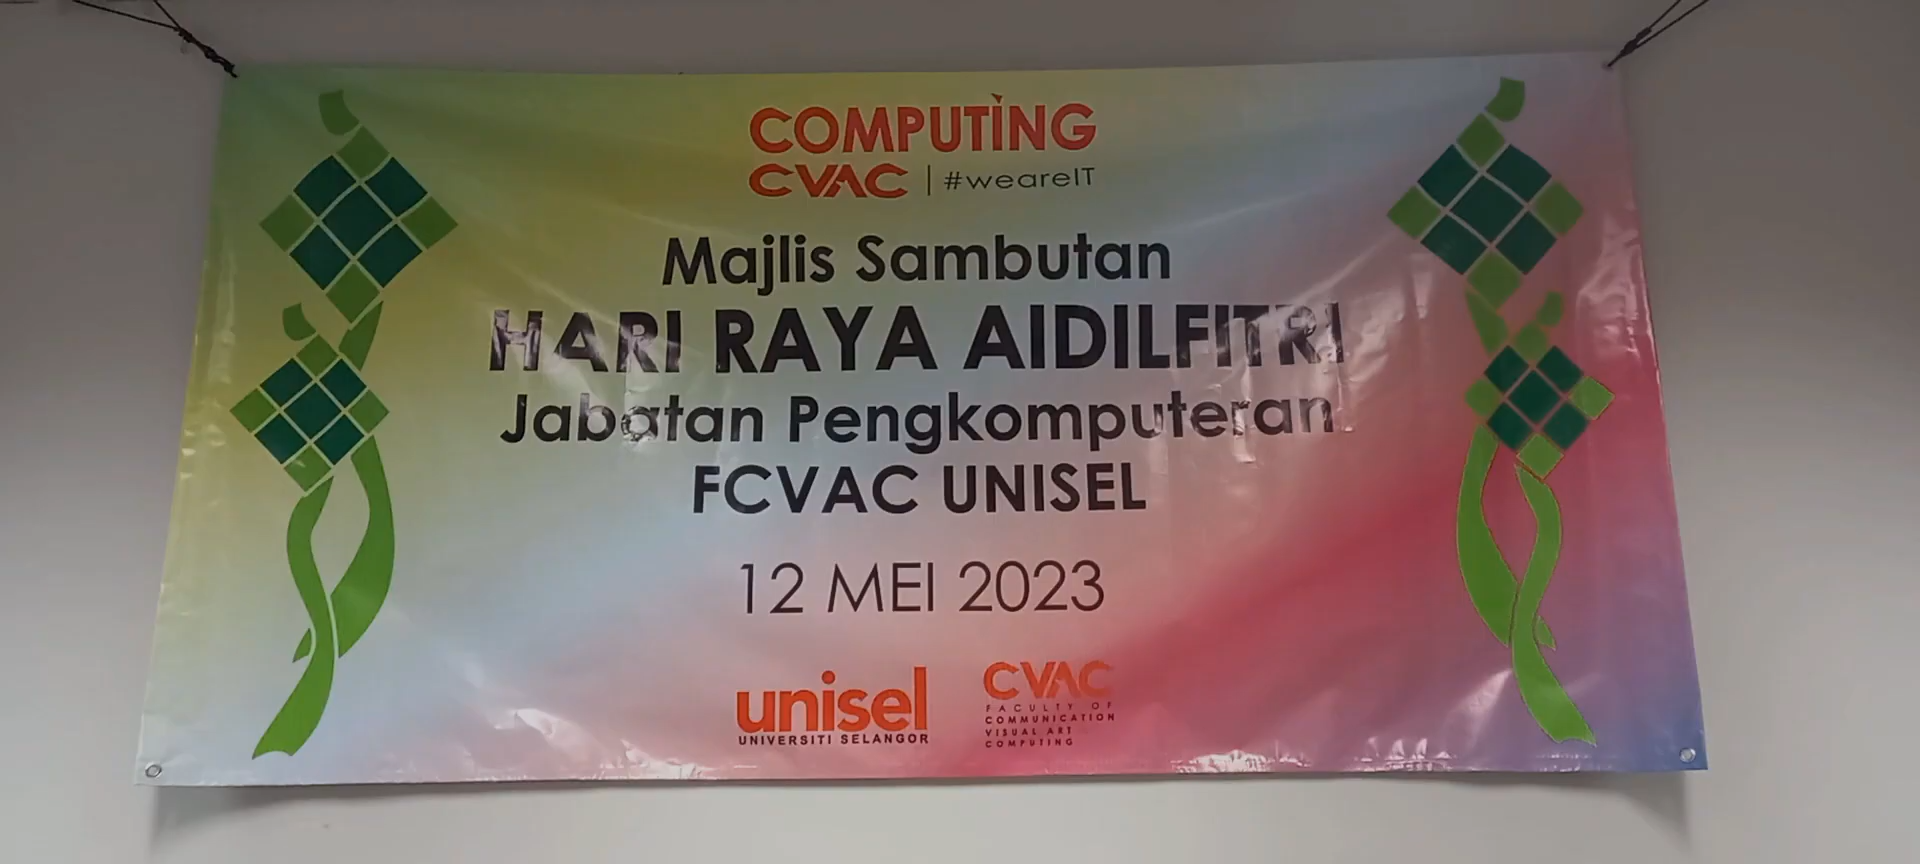 COMPUTING
CVAC | #weareIT
Majlis Sambutan
HARI RAYA AIDILFITRI
Jabatan Pengkomputeran
FCVAC UNISEL
12 MEI 2023
unisel
UNIVERSITI SELANGOR
CVAC
FACULTY OF
COMMUNICATION
VISUAL ART
COMPUTING